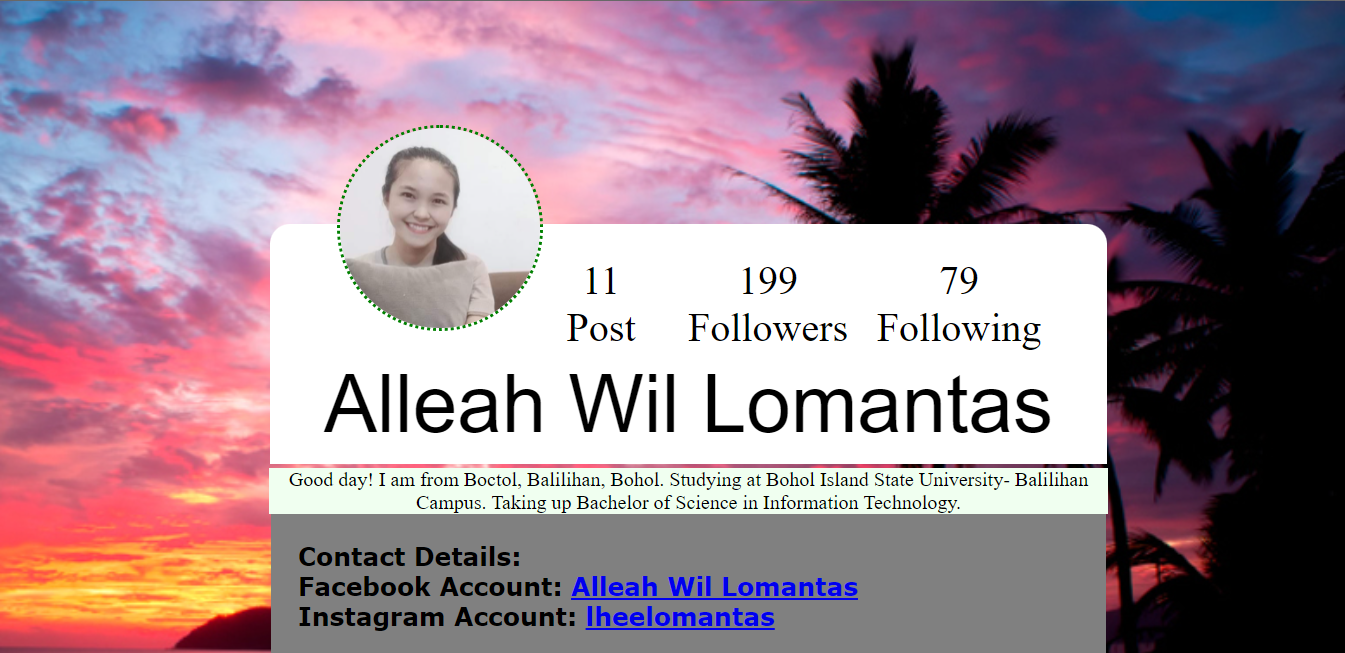 11 199 79
Post Followers Following
Alleah Wil Lomantas
Good day! I am from Boctol, Balilihan, Bohol. Studying at Bohol Island State University- Balilihan
Campus. Taking up Bachelor of Science in Information Technology.
Contact Details:
Facebook Account: Alleah Wil Lomantas
Instagram Account: lheelomantas